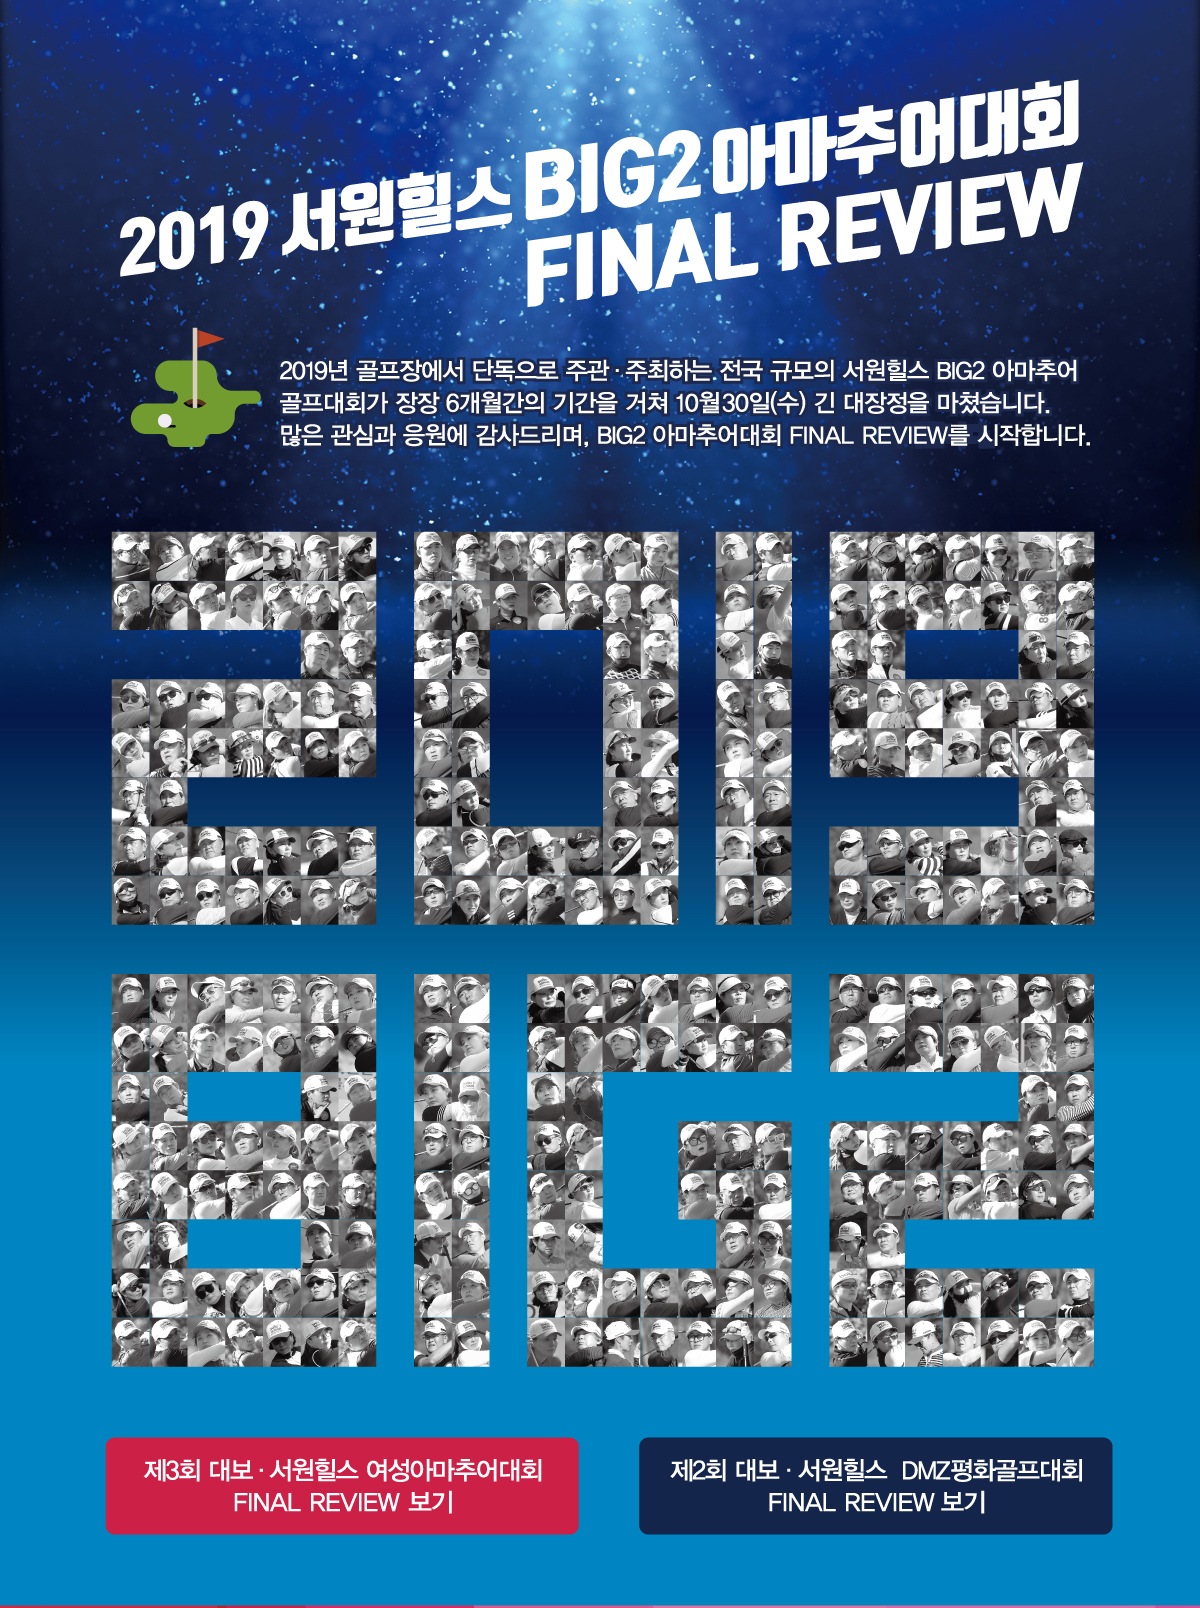 2019 서원힐스 BIG2 아마추어대회
FINAL REVIEW
2019년 골프장에서 단독으로 주관·주최하는 전국 규모의 서원힐스 BIG2 아마추어
골프대회가 장장 6개월간의 기간을 거쳐 10월30일(수) 긴 대장정을 마쳤습니다.
많은 관심과 응원에 감사드리며, BIG2 아마추어대회 FINAL REVIEW를 시작합니다.
2019
BIG2
제3회 대보·서원힐스 여성아마추어대회
FINAL REVIEW 보기
제2회 대보·서원힐스 DMZ평화골프대회
FINAL REVIEW 보기